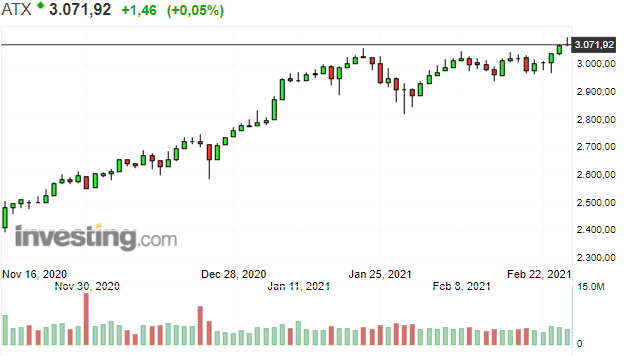 ATX 3.071,92 +1,46 (+0,05%)
3.071,92
3.000,00
2.900,00
2.800,00
2.700,00
2.600,00
2.500,00
2.400,00
2.300,00
investing.com
Nov 16, 2020 Dec 28, 2020 Jan 25, 2021 Feb 22, 2021
Nov 30, 2020 Jan 11, 2021 Feb 8, 2021
15.0M
0